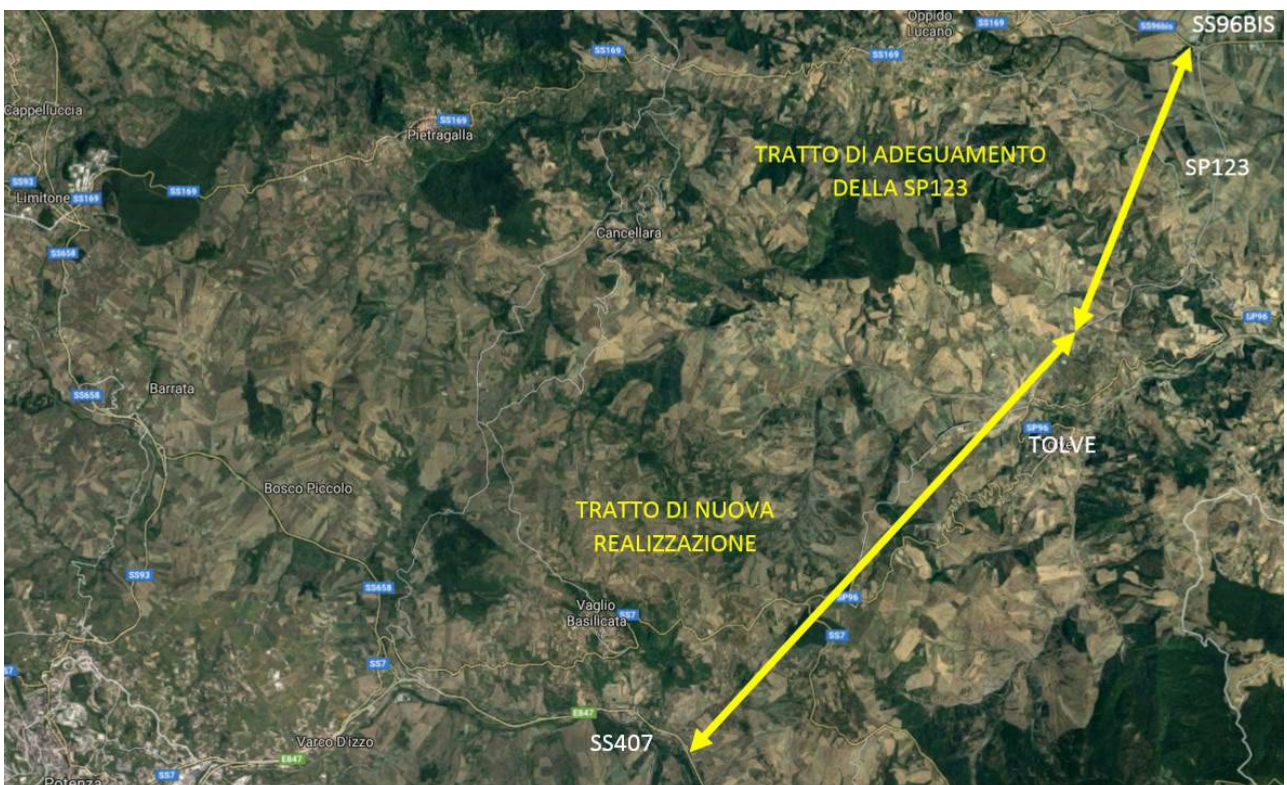 Oppido
Lucano
SS96bis
SS96BIS
SS169
SS169
SS169
Cappelluccia
SS169
Pietragalla
TRATTO DI ADEGUAMENTO
DELLA SP123
SP123
SS93
Limitone
SS169
SS169
Cancellara
SS658
SP96
SS658
Barrata
SP96
TOLVE
Bosco Piccolo
TRATTO DI NUOVA
REALIZZAZIONE
SS93
SS658
SP96
Vaglio
Basilicata
SS7
SS7
SS7
E847
SS407
Varco D'Izzo
SS7
Potenza